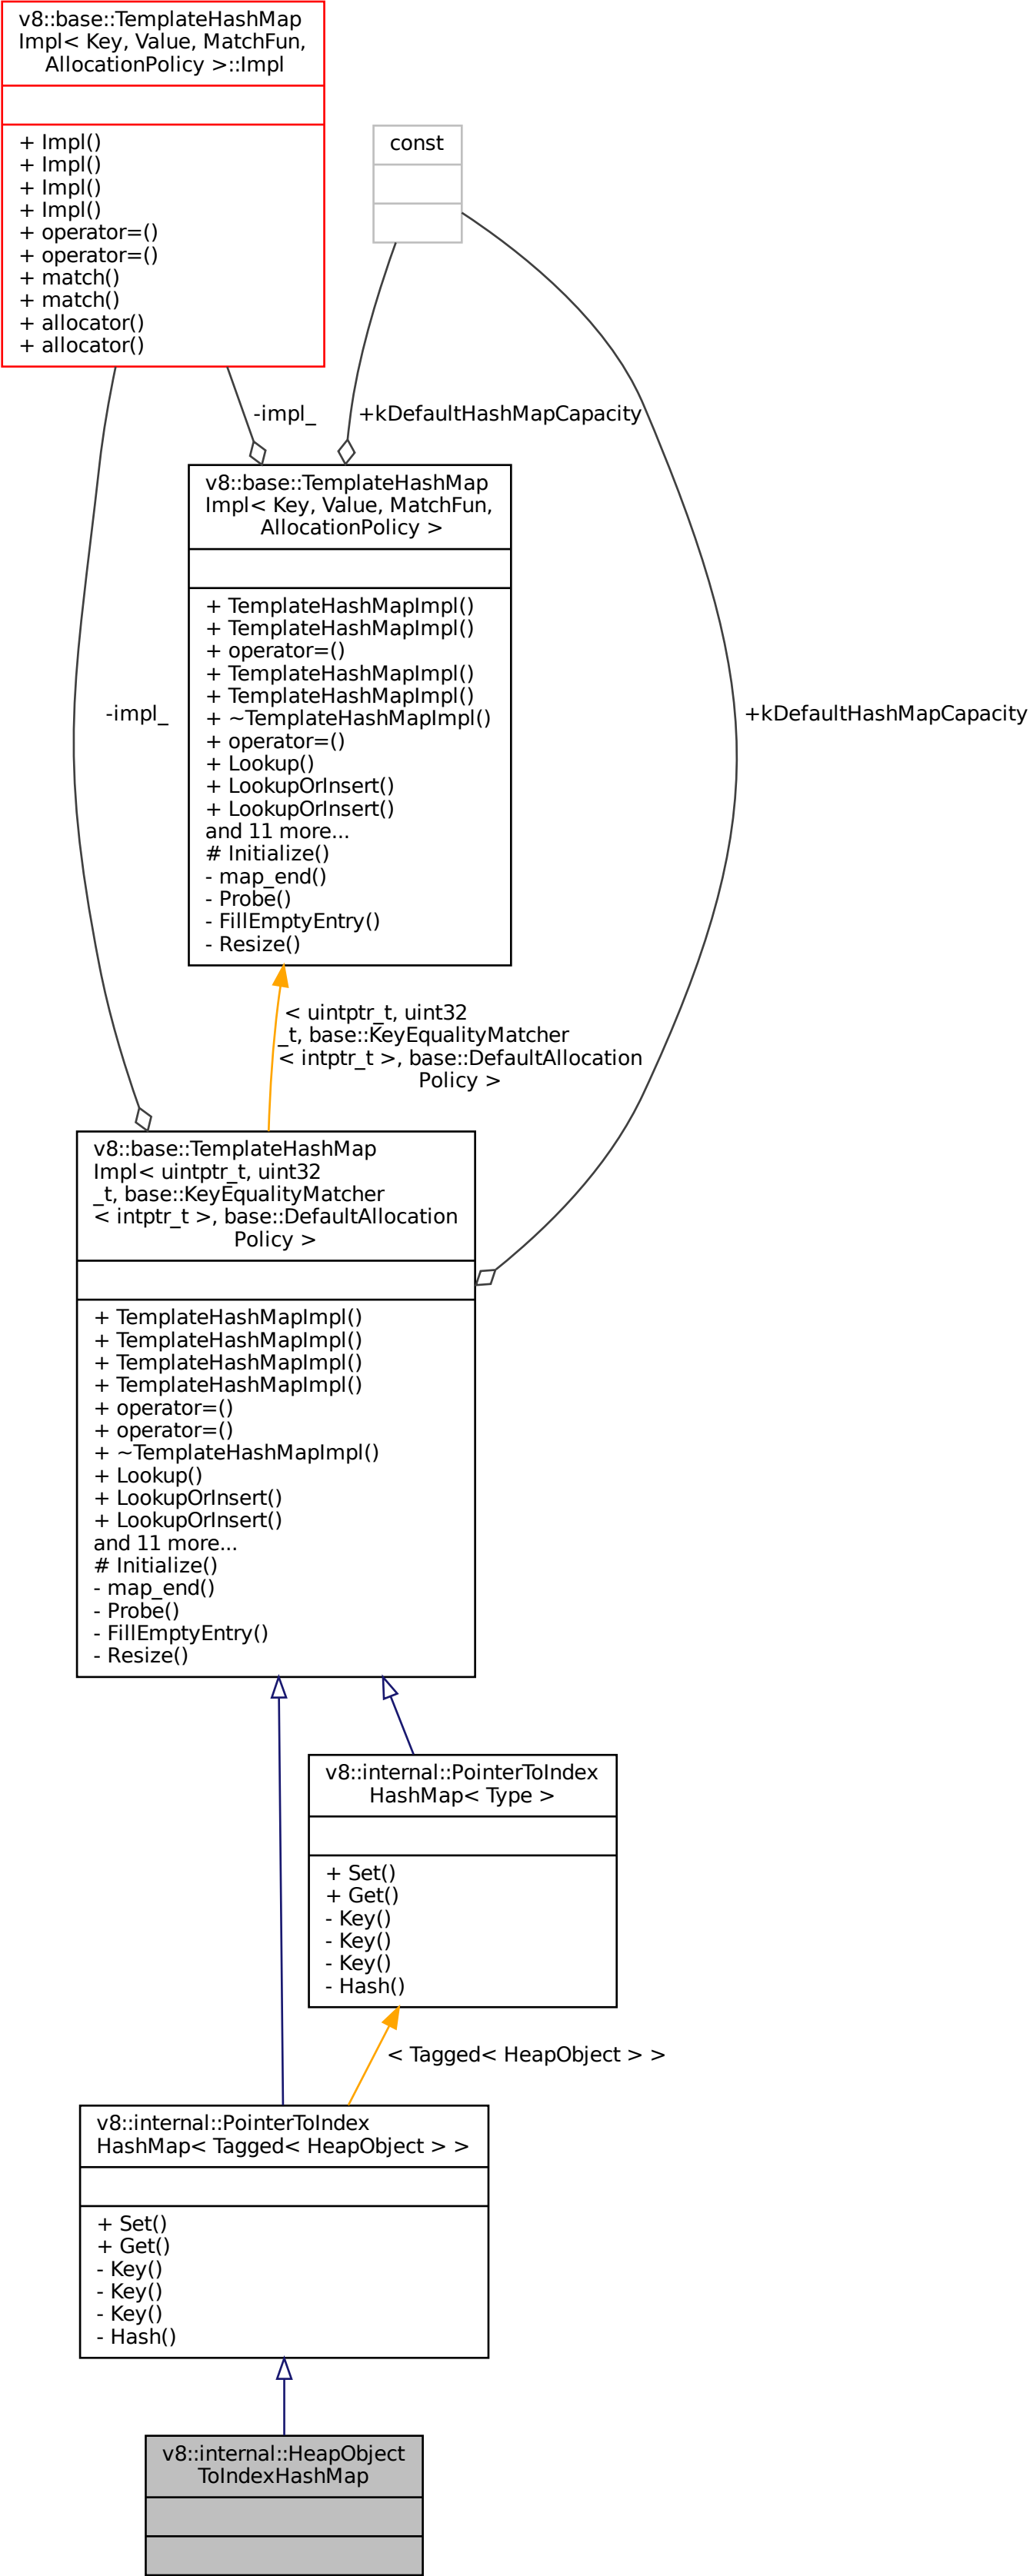 v8::base::TemplateHashMap
Impl< Key, Value, MatchFun,
AllocationPolicy >::Impl
+ Impl()
+ Impl()
+ Impl()
+ Impl()
+ operator=()
+ operator=()
+ match()
+ match()
+ allocator()
+ allocator()
const
-impl_
+kDefaultHashMapCapacity
v8::base::TemplateHashMap
Impl< Key, Value, MatchFun,
AllocationPolicy >
+ TemplateHashMapImpl()
+ TemplateHashMapImpl()
+ operator=()
+ TemplateHashMapImpl()
+ TemplateHashMapImpl()
+ ~TemplateHashMapImpl()
+ operator=()
+ Lookup()
+ LookupOrInsert()
+ LookupOrInsert()
and 11 more...
# Initialize()
- map_end()
- Probe()
- FillEmptyEntry()
- Resize()
-impl_
+kDefaultHashMapCapacity
< uintptr_t, uint32
_t, base::KeyEqualityMatcher
< intptr_t >, base::DefaultAllocation
Policy >
v8::base::TemplateHashMap
Impl< uintptr_t, uint32
_t, base::KeyEqualityMatcher
< intptr_t >, base::DefaultAllocation
Policy >
+ TemplateHashMapImpl()
+ TemplateHashMapImpl()
+ TemplateHashMapImpl()
+ TemplateHashMapImpl()
+ operator=()
+ operator=()
+ ~TemplateHashMapImpl()
+ Lookup()
+ LookupOrInsert()
+ LookupOrInsert()
and 11 more...
# Initialize()
- map_end()
- Probe()
- FillEmptyEntry()
- Resize()
v8::internal::PointerToIndex
HashMap< Type >
+ Set()
+ Get()
- Key()
- Key()
- Key()
- Hash()
< Tagged< HeapObject > >
v8::internal::PointerToIndex
HashMap< Tagged< HeapObject > >
+ Set()
+ Get()
- Key()
- Key()
- Key()
- Hash()
v8::internal::HeapObject
ToIndexHashMap